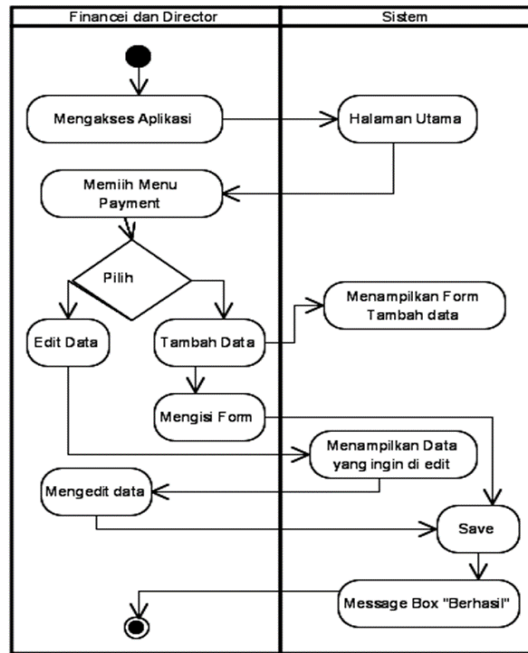 Financei dan Director
Sistem
Mengakses Aplikasi
Halaman Utama
Memiih Menu
Payment
Pilih
Menampilkan Form
Tambah data
Edit Data
Tambah Data
Mengisi Form
Menampilkan Data
yang ingin di edit
Mengedit data
Save
Message Box "Berhasil"